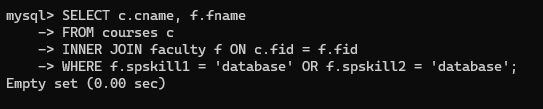 mysql> SELECT c.cname, f.fname
    -> FROM courses c
    -> INNER JOIN faculty f ON c.fid = f.fid
    -> WHERE f.spskill1 = 'database' OR f.spskill2 = 'database';
Empty set (0.00 sec)